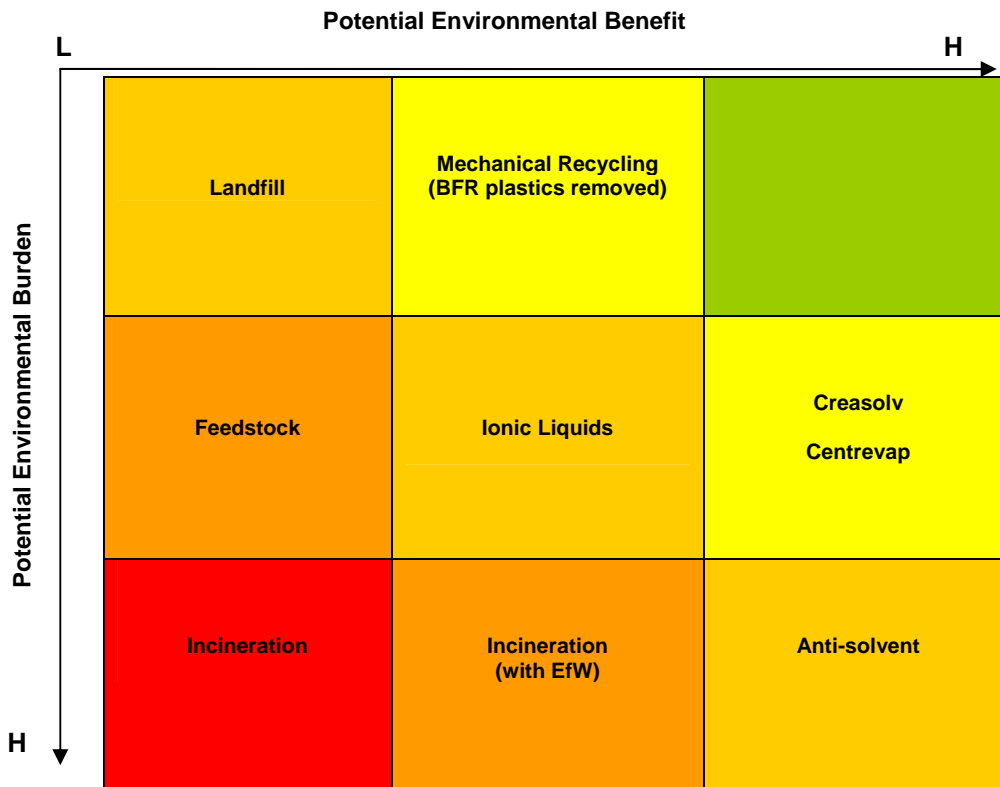 Potential Environmental Benefit
L
H
Potential Environmental Burden
Landfill
Mechanical Recycling
(BFR plastics removed)
Feedstock
Ionic Liquids
Creasolv
Centrevap
Incineration
Incineration
(with EfW)
Anti-solvent
H